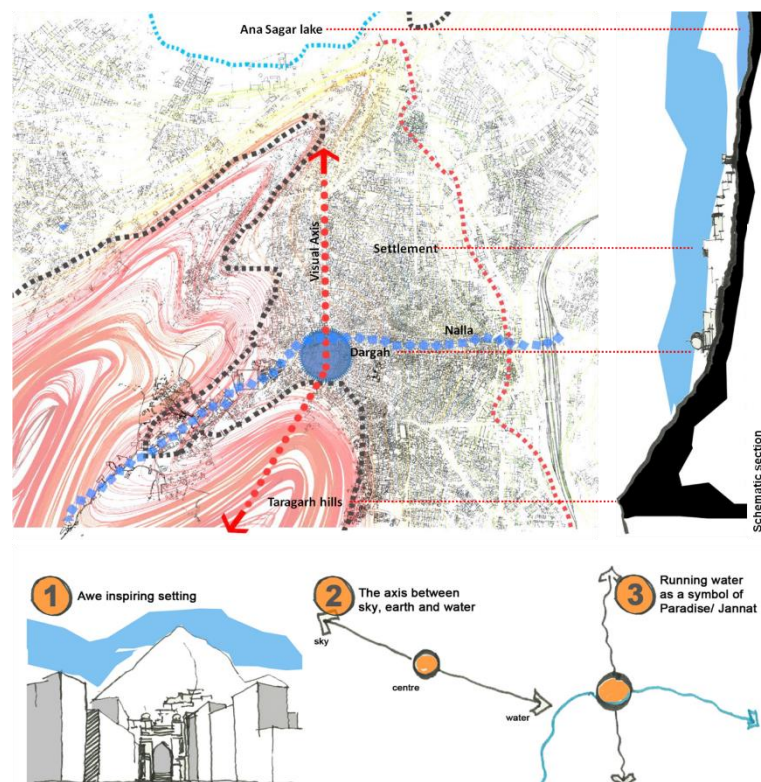 Ana Sagar lake
Visual Axis
Settlement
Nalla
Dargah
Taragarh hills
Schematic section
1
Awe inspiring setting
2
The axis between
sky, earth and water
sky
centre
water
3
Running water
as a symbol of
Paradise/ Jannat